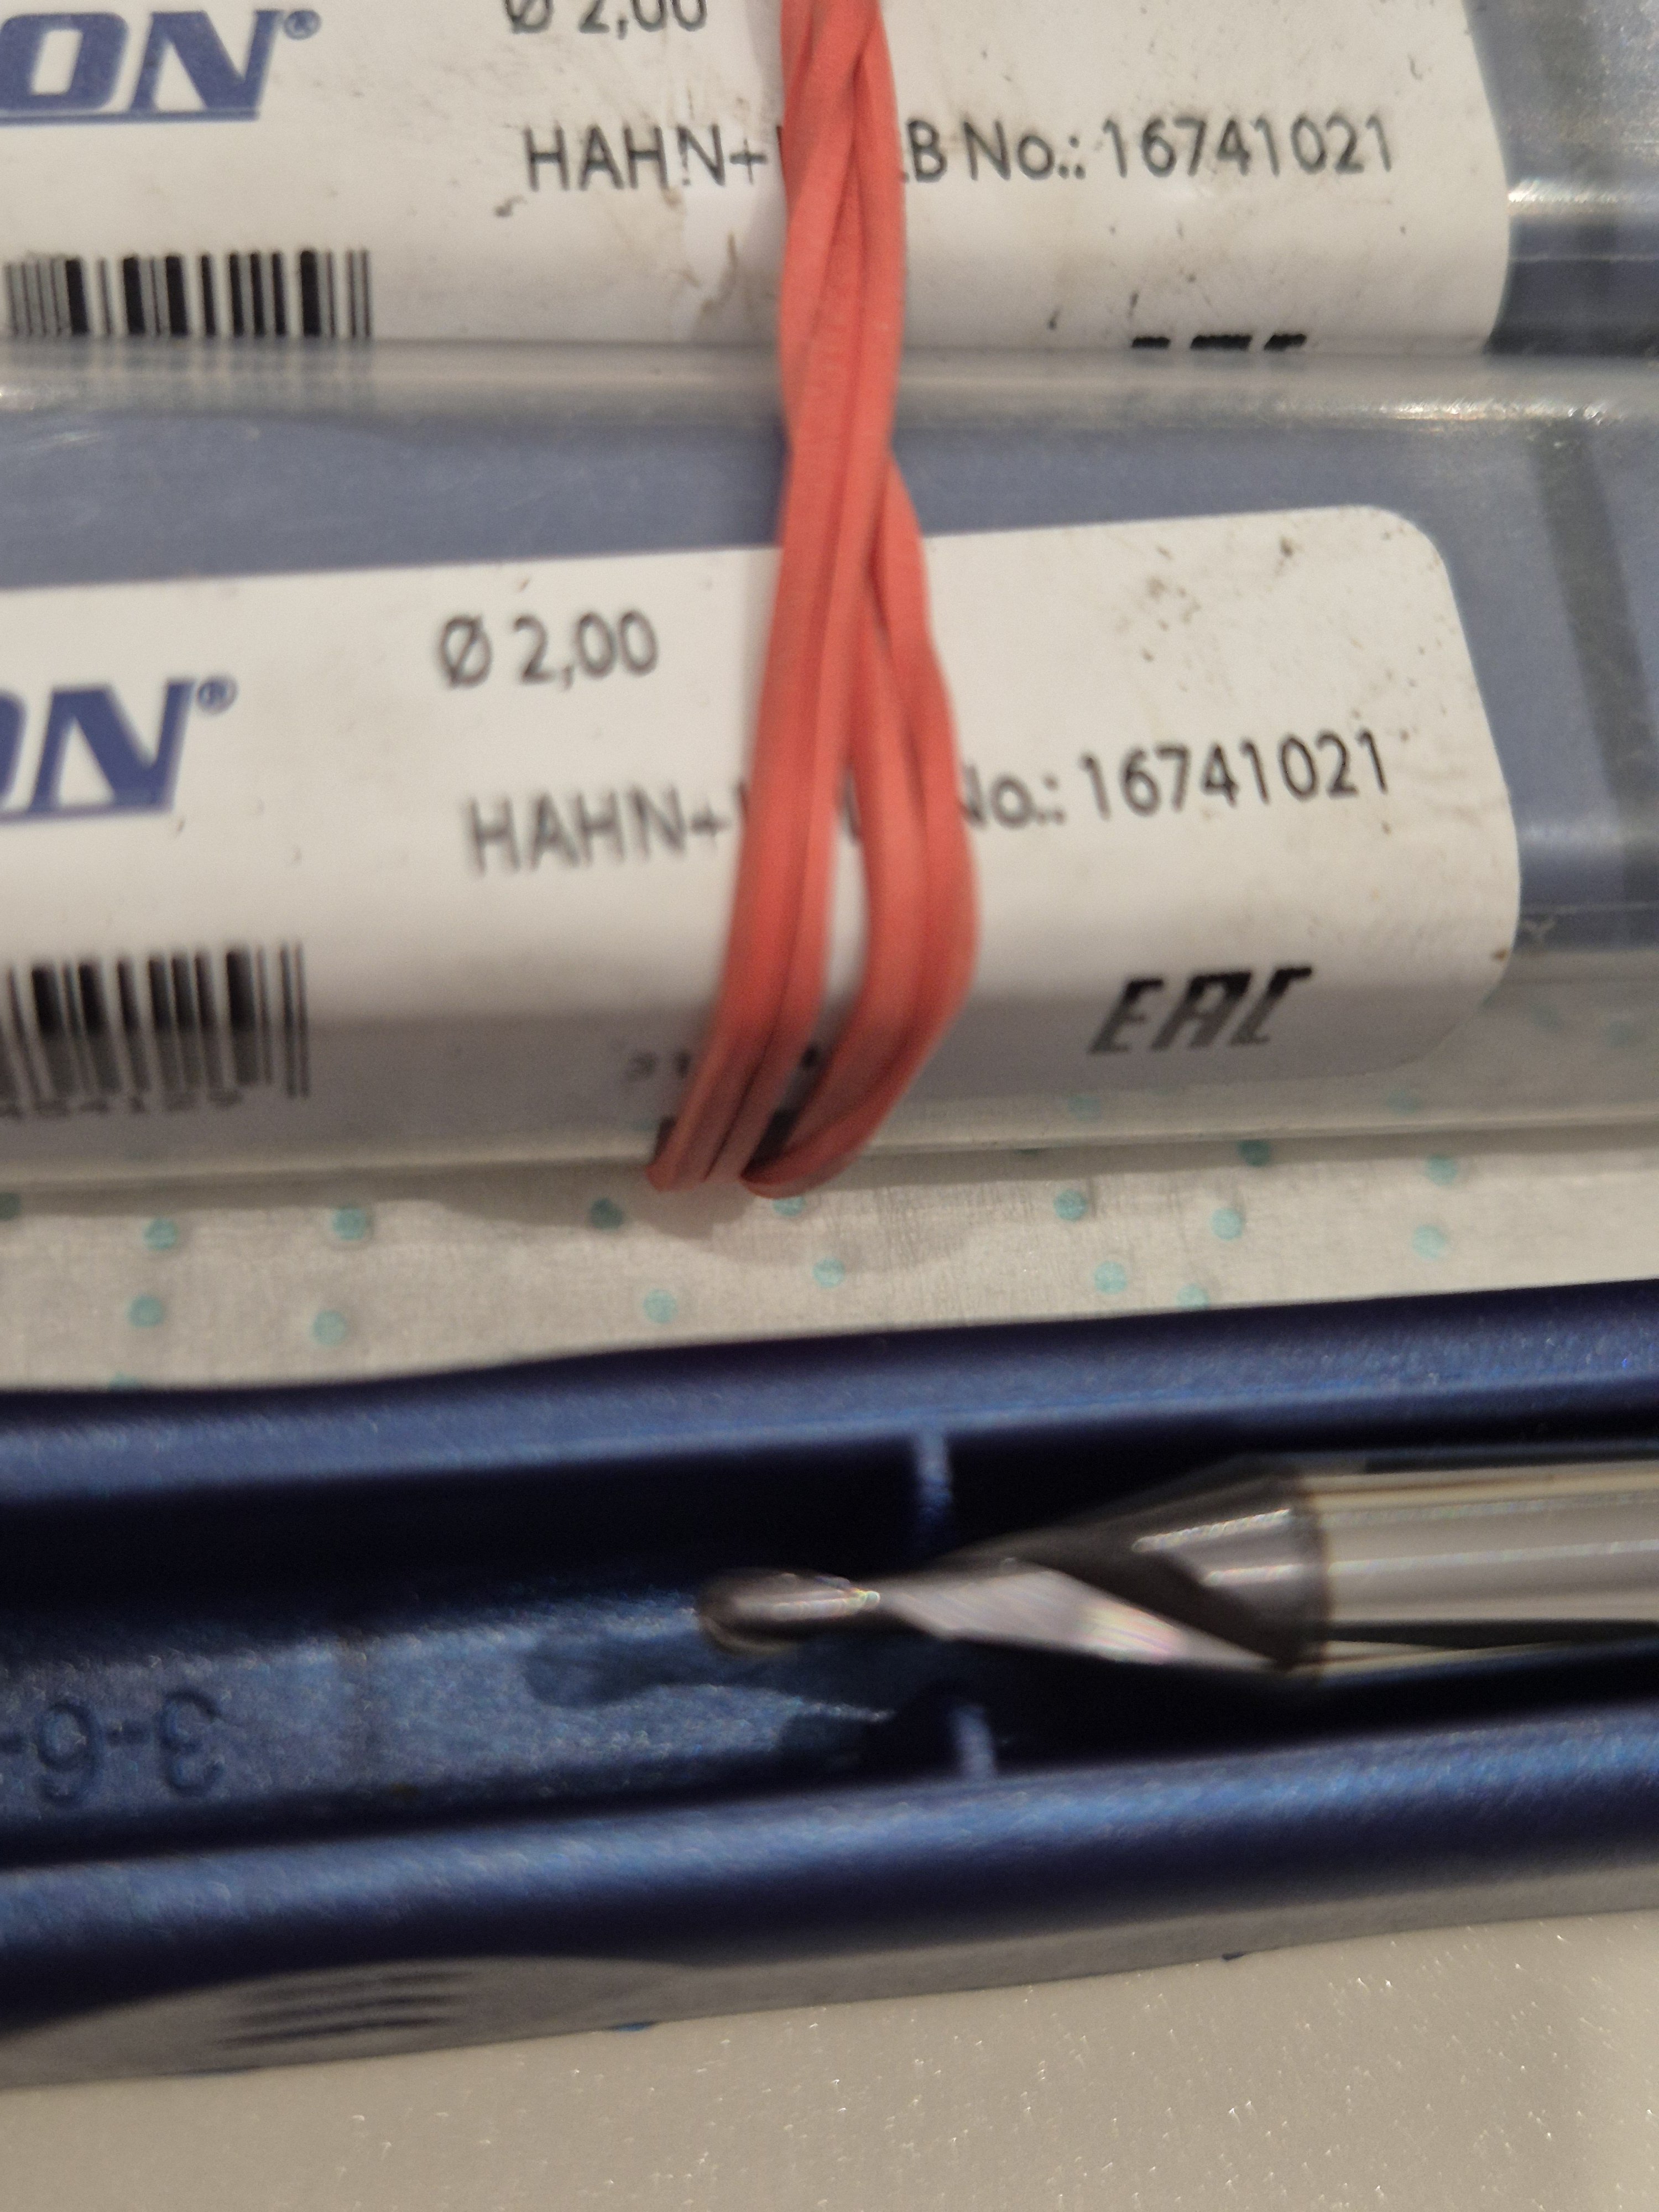 ON®
Ø 2,00
HAHN+ B No.: 16741021
ON®
Ø 2,00
HAHN+ No.: 16741021
EAC
3-6-